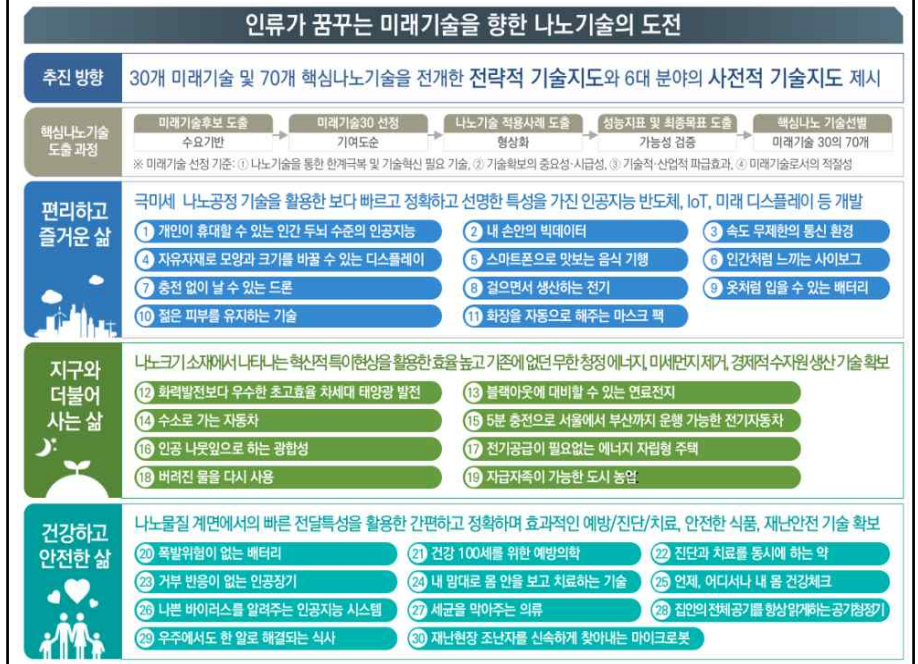 인류가 꿈꾸는 미래기술을 향한 나노기술의 도전
추진 방향
30개 미래기술 및 70개 핵심나노기술을 전개한 전략적 기술지도와 6대 분야의 사전적 기술지도 제시
핵심나노기술
도출 과정
미래기술후보 도출
수요기반
미래기술30 선정
기여도순
나노기술 적용사례 도출
형상화
성능지표 및 최종목표 도출
가능성 검증
핵심나노 기술선별
미래기술 30의 70개
※ 미래기술 선정 기준: ① 나노기술을 통한 한계극복 및 기술혁신 필요 기술, ② 기술확보의 중요성·시급성, ③ 기술적·산업적 파급효과, ④ 미래기술로서의 적절성
편리하고
즐거운 삶
극미세 나노공정 기술을 활용한 보다 빠르고 정확하고 선명한 특성을 가진 인공지능 반도체, IoT, 미래 디스플레이 등 개발
① 개인이 휴대할 수 있는 인간 두뇌 수준의 인공지능
② 내 손안의 빅데이터
③ 속도 무제한의 통신 환경
④ 자유자재로 모양과 크기를 바꿀 수 있는 디스플레이
⑤ 스마트폰으로 맛보는 음식 기행
⑥ 인간처럼 느끼는 사이보그
⑦ 충전 없이 날 수 있는 드론
⑧ 걸으면서 생산하는 전기
⑨ 옷처럼 입을 수 있는 배터리
⑩ 젊은 피부를 유지하는 기술
⑪ 화장을 자동으로 해주는 마스크 팩
지구와
더불어
사는 삶
나노크기 소재에서 나타나는 혁신적 특이현상을 활용한 효율 높고 기존에 없던 무한 청정 에너지, 미세먼지 제거, 경제적 수자원 생산 기술 확보
⑫ 화력발전보다 우수한 초고효율 차세대 태양광 발전
⑬ 블랙아웃에 대비할 수 있는 연료전지
⑭ 수소로 가는 자동차
⑮ 5분 충전으로 서울에서 부산까지 운행 가능한 전기자동차
⑯ 인공 나뭇잎으로 하는 광합성
⑰ 전기공급이 필요없는 에너지 자립형 주택
⑱ 버려진 물을 다시 사용
⑲ 자급자족이 가능한 도시 농업
건강하고
안전한 삶
나노물질 계면에서의 빠른 전달특성을 활용한 간편하고 정확하며 효과적인 예방/진단/치료, 안전한 식품, 재난안전 기술 확보
⑳ 폭발위험이 없는 배터리
㉑ 건강 100세를 위한 예방의학
㉒ 진단과 치료를 동시에 하는 약
㉓ 거부 반응이 없는 인공장기
㉔ 내 맘대로 몸 안을 보고 치료하는 기술
㉕ 언제, 어디서나 내 몸 건강체크
㉖ 나쁜 바이러스를 알려주는 인공지능 시스템
㉗ 세균을 막아주는 의류
㉘ 집안의 전체 공기를 항상 맑게하는 공기청정기
㉙ 우주에서도 한 알로 해결되는 식사
㉚ 재난현장 조난자를 신속하게 찾아내는 마이크로봇